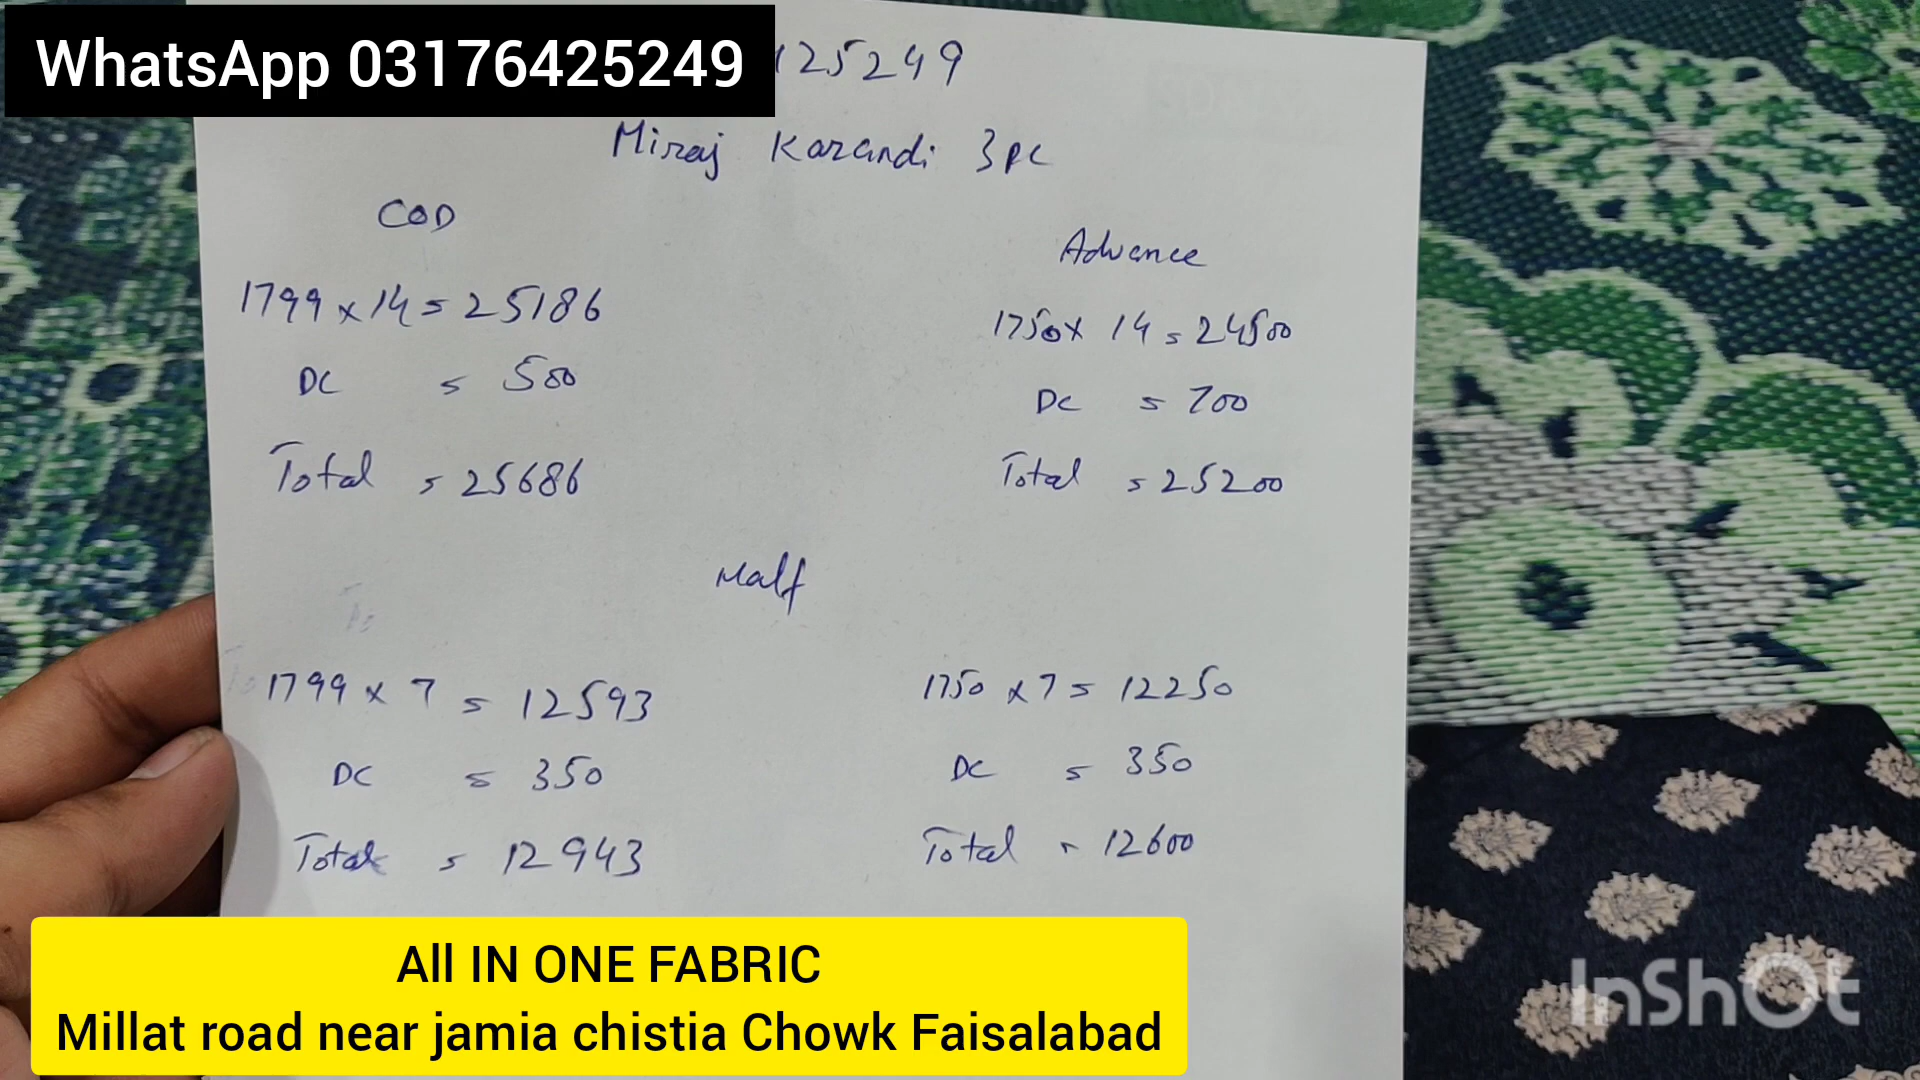 WhatsApp 03176425249
125249
Miraj Karandi 3 PC
COD
1799 x 14 = 25186
DC = 500
Total = 25686
Advance
1750 x 14 = 24500
DC = 700
Total = 25200
Half
1799 x 7 = 12593
DC = 350
Total = 12943
1750 x 7 = 12250
DC = 350
Total = 12600
All IN ONE FABRIC
Millat road near jamia chistia Chowk Faisalabad
InShOt